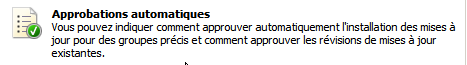 Approbations automatiques
Vous pouvez indiquer comment approuver automatiquement l'installation des mises à
jour pour des groupes précis et comment approuver les révisions de mises à jour
existantes.